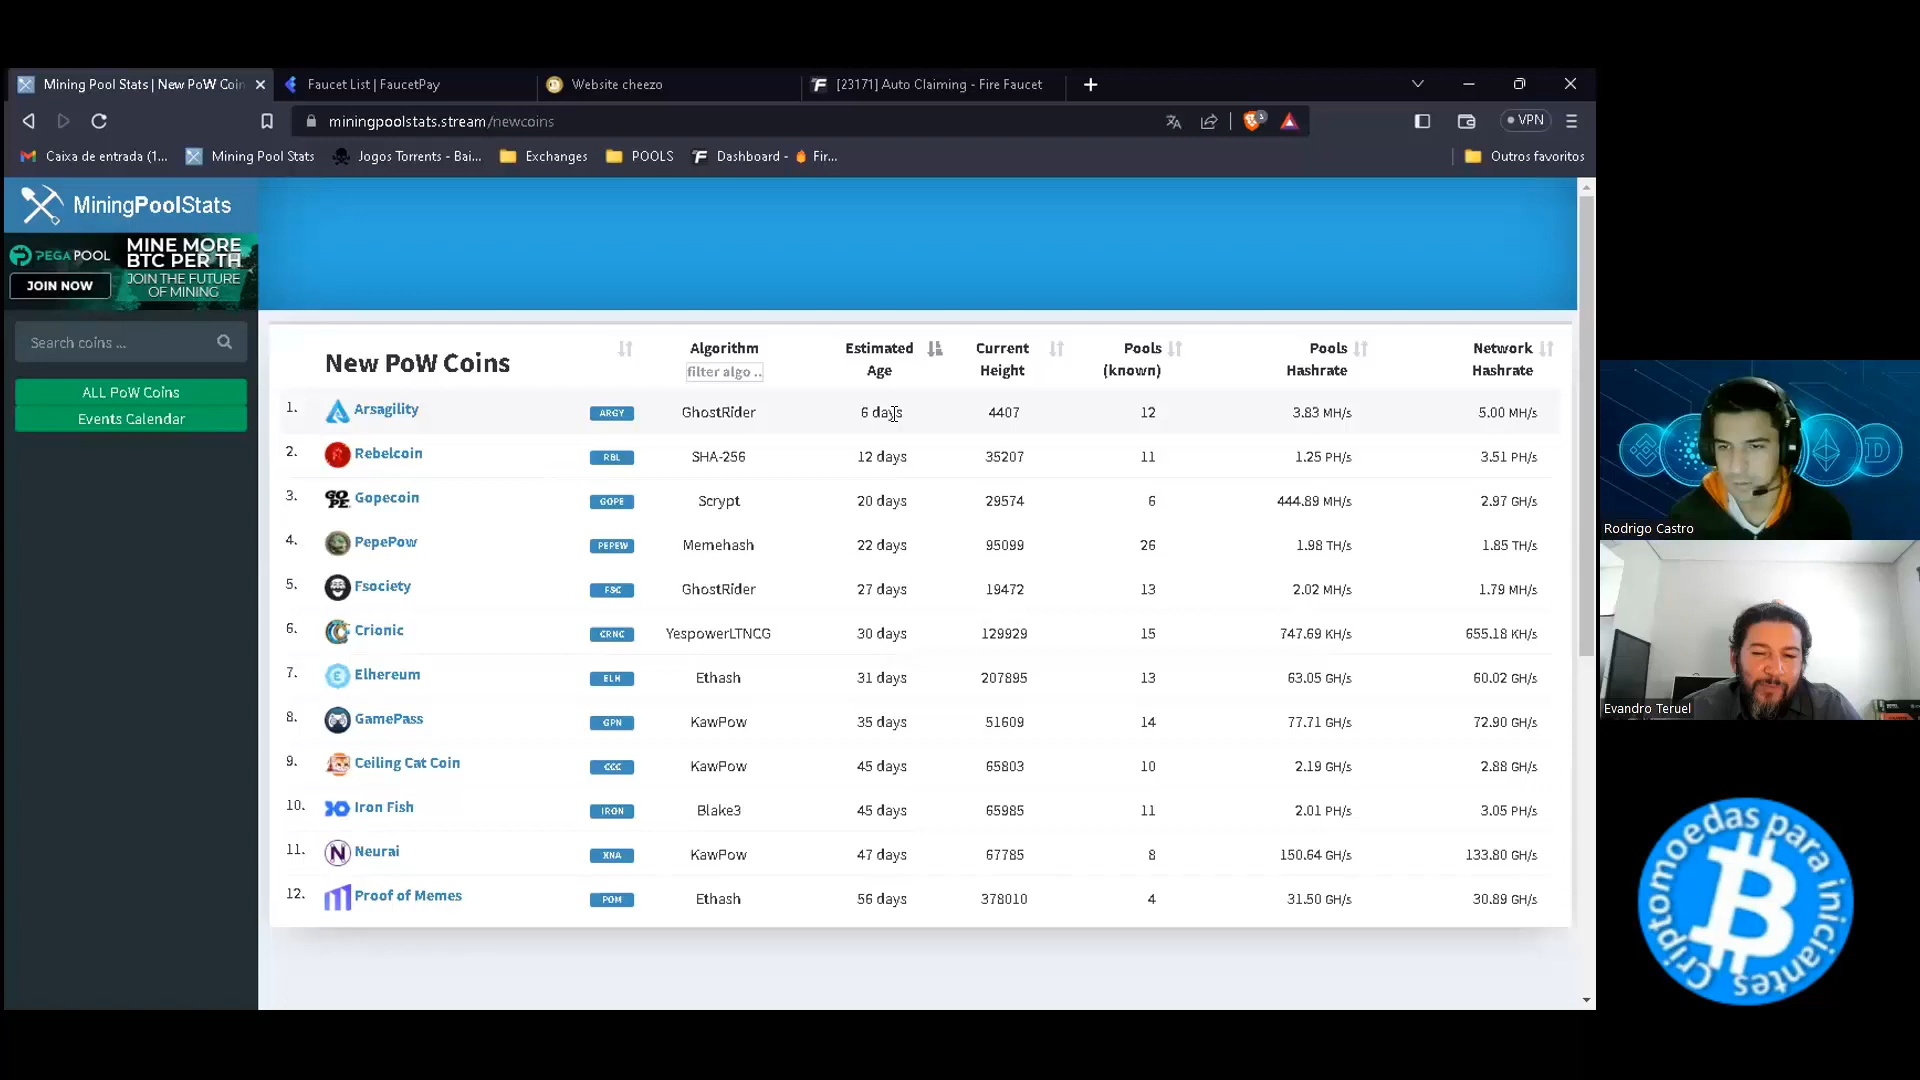 Mining Pool Stats | New PoW Coin
Faucet List | FaucetPay
Website cheezo
[23171] Auto Claiming - Fire Faucet
miningpoolstats.stream/newcoins
VPN
Caixa de entrada (1...
Mining Pool Stats
Jogos Torrents - Bai...
Exchanges
POOLS
Dashboard - Fir...
Outros favoritos
MiningPoolStats
PEGAPOOL
MINE MORE
BTC PER TH
JOIN NOW
JOIN THE FUTURE
OF MINING
Search coins ...
ALL PoW Coins
Events Calendar
New PoW Coins
Algorithm
filter algo ..
Estimated
Age
Current
Height
Pools
(known)
Pools
Hashrate
Network
Hashrate
1. Arsagility ARGY GhostRider 6 days 4407 12 3.83 MH/s 5.00 MH/s
2. Rebelcoin RBL SHA-256 12 days 35207 11 1.25 PH/s 3.51 PH/s
3. Gopecoin GOPE Scrypt 20 days 29574 6 444.89 MH/s 2.97 GH/s
4. PepePow PEPEW Memehash 22 days 95099 26 1.98 TH/s 1.85 TH/s
5. Fsociety FSC GhostRider 27 days 19472 13 2.02 MH/s 1.79 MH/s
6. Crionic CRNC YespowerLTNCG 30 days 129929 15 747.69 KH/s 655.18 KH/s
7. Elhereum ELH Ethash 31 days 207895 13 63.05 GH/s 60.02 GH/s
8. GamePass GPN KawPow 35 days 51609 14 77.71 GH/s 72.90 GH/s
9. Ceiling Cat Coin CCC KawPow 45 days 65803 10 2.19 GH/s 2.88 GH/s
10. Iron Fish IRON Blake3 45 days 65985 11 2.01 PH/s 3.05 PH/s
11. Neurai XNA KawPow 47 days 67785 8 150.64 GH/s 133.80 GH/s
12. Proof of Memes POM Ethash 56 days 378010 4 31.50 GH/s 30.89 GH/s
Rodrigo Castro
Evandro Teruel
Criptomoedas para iniciantes